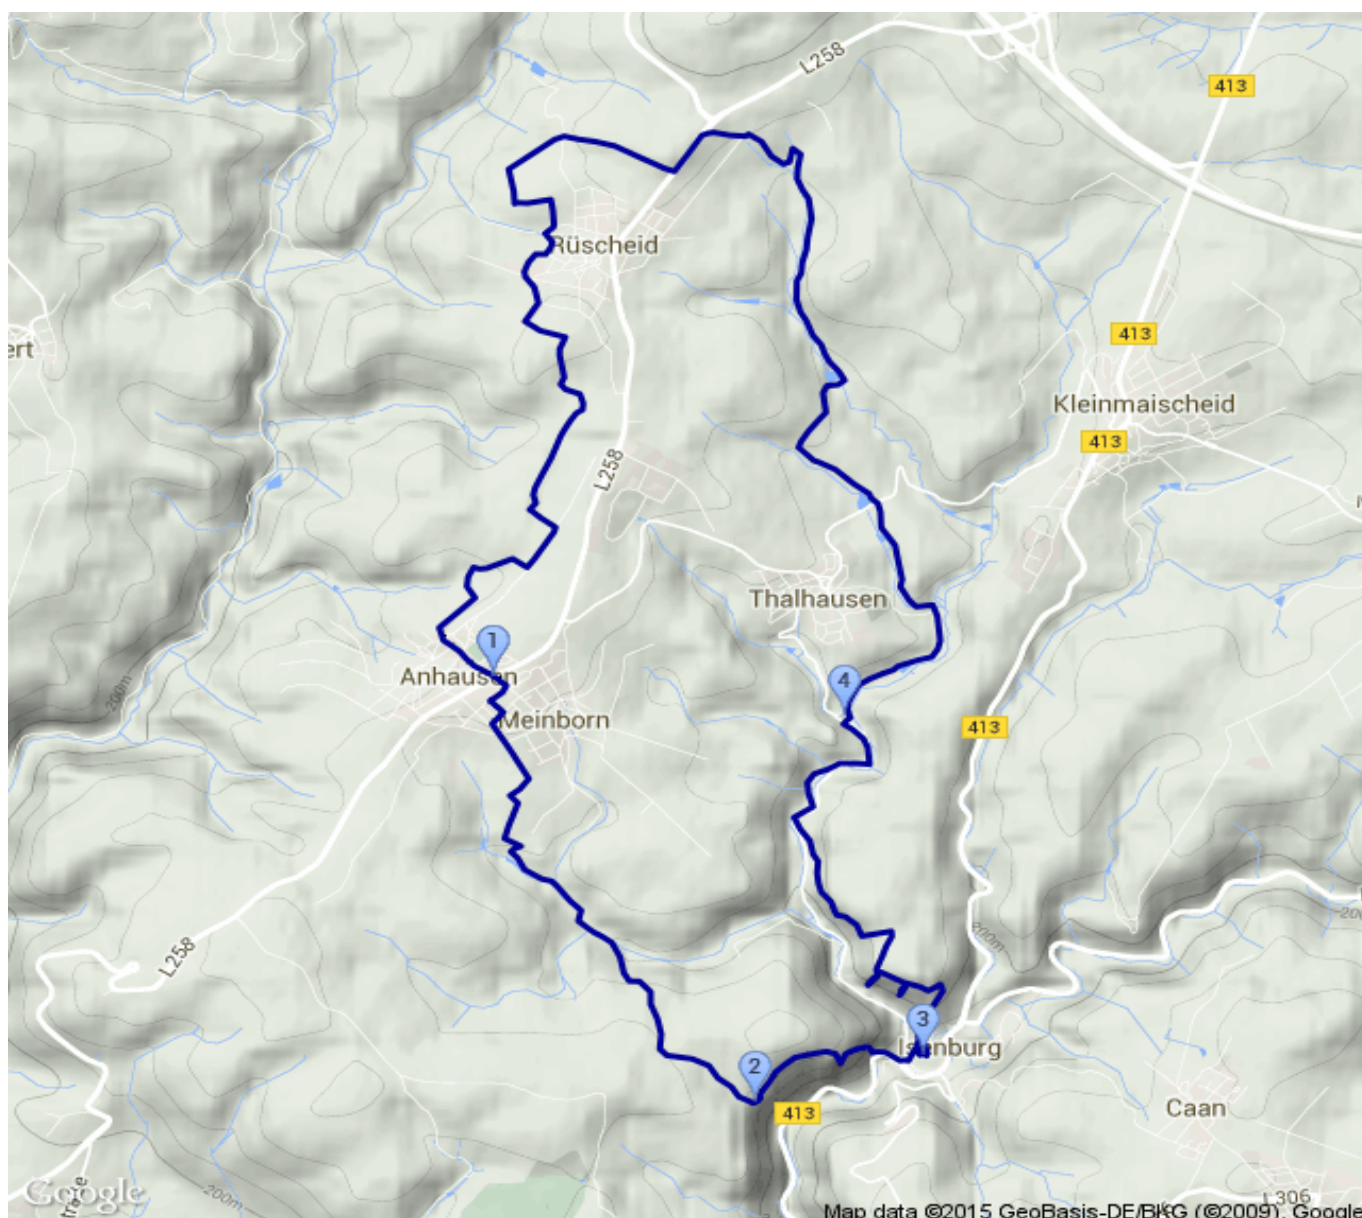 L258
413
Rüscheid
413
ert
Kleinmaischeid
413
L258
Thalhausen
1
Anhausen
4
200m
Meinborn
413
200m
L258
3
Isenburg
2
413
Caan
200m
Google
L306
Map data ©2015 GeoBasis-DE/BKG (©2009), Google